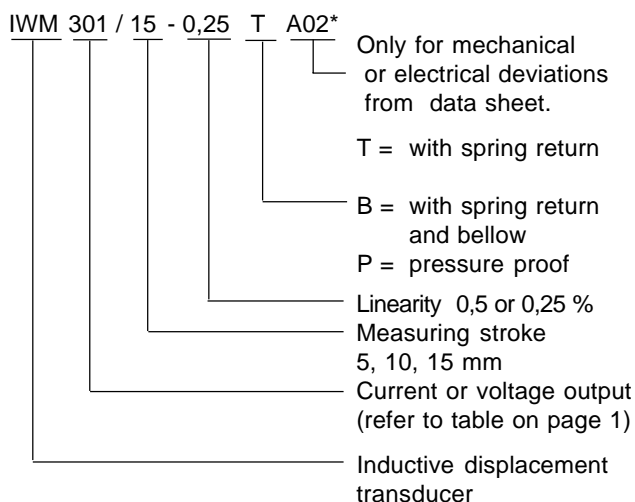 IWM 301 / 15 - 0,25 T A02*
Only for mechanical
or electrical deviations
from data sheet.
T = with spring return
B = with spring return
and bellow
P = pressure proof
Linearity 0,5 or 0,25 %
Measuring stroke
5, 10, 15 mm
Current or voltage output
(refer to table on page 1)
Inductive displacement
transducer